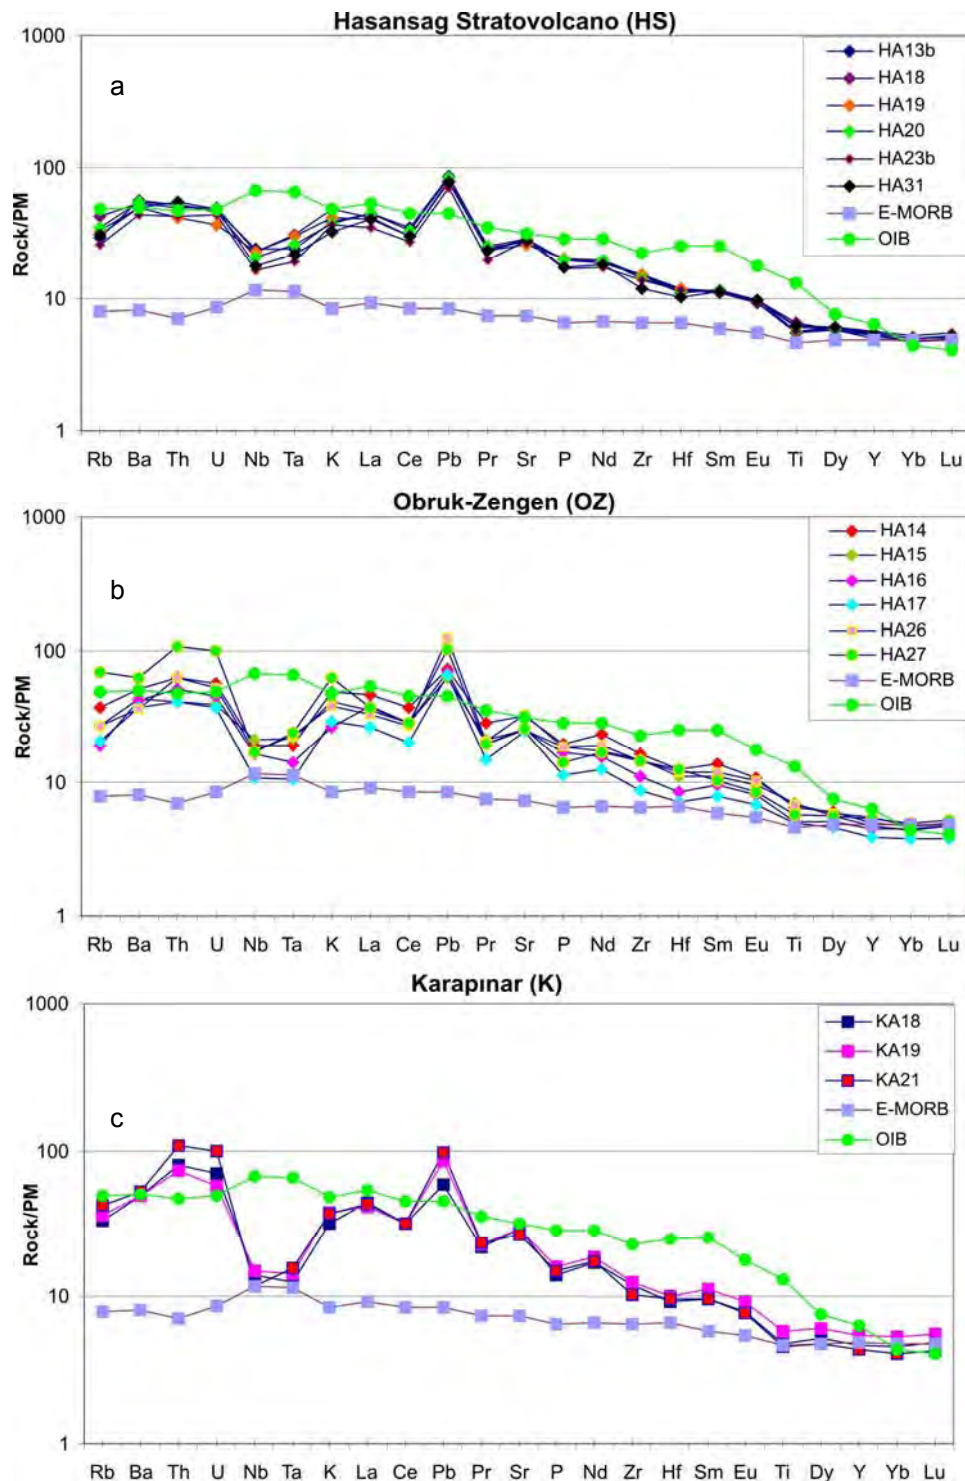 Hasansag Stratovolcano (HS)
1000
100
10
1
Rock/PM
a
HA13b
HA18
HA19
HA20
HA23b
HA31
E-MORB
OIB
Rb Ba Th U Nb Ta K La Ce Pb Pr Sr P Nd Zr Hf Sm Eu Ti Dy Y Yb Lu
Obruk-Zengen (OZ)
1000
100
10
1
Rock/PM
b
HA14
HA15
HA16
HA17
HA26
HA27
E-MORB
OIB
Rb Ba Th U Nb Ta K La Ce Pb Pr Sr P Nd Zr Hf Sm Eu Ti Dy Y Yb Lu
Karapınar (K)
1000
100
10
1
Rock/PM
c
KA18
KA19
KA21
E-MORB
OIB
Rb Ba Th U Nb Ta K La Ce Pb Pr Sr P Nd Zr Hf Sm Eu Ti Dy Y Yb Lu